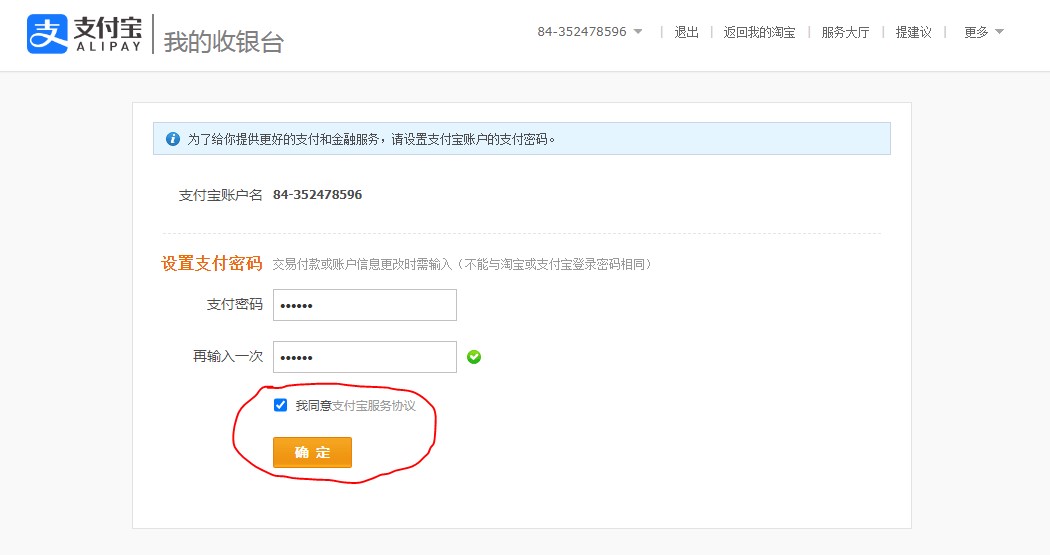 支付宝 ALIPAY 我的收银台 84-352478596 | 退出 | 返回我的淘宝 | 服务大厅 | 提建议 | 更多
为了给你提供更好的支付和金融服务，请设置支付宝账户的支付密码。
支付宝账户名 84-352478596
设置支付密码 交易付款或账户信息更改时需输入（不能与淘宝或支付宝登录密码相同）
支付密码 ••••••
再输入一次 ••••••
我同意支付宝服务协议
确 定